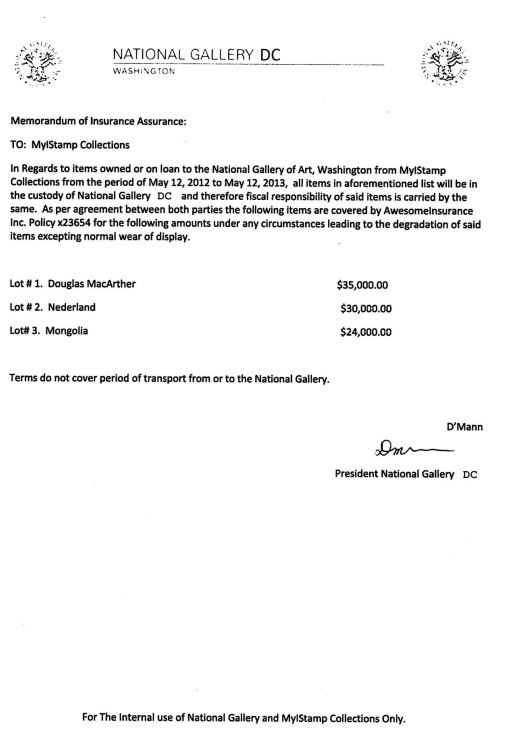 NATIONAL GALLERY DC
WASHINGTON
Memorandum of Insurance Assurance:
TO: MyIStamp Collections
In Regards to items owned or on loan to the National Gallery of Art, Washington from MyIStamp
Collections from the period of May 12, 2012 to May 12, 2013, all items in aforementioned list will be in
the custody of National Gallery DC and therefore fiscal responsibility of said items is carried by the
same. As per agreement between both parties the following items are covered by AwesomeInsurance
Inc. Policy x23654 for the following amounts under any circumstances leading to the degradation of said
items excepting normal wear of display.
Lot # 1. Douglas MacArther $35,000.00
Lot # 2. Nederland $30,000.00
Lot# 3. Mongolia $24,000.00
Terms do not cover period of transport from or to the National Gallery.
D'Mann
President National Gallery DC
For The Internal use of National Gallery and MyIStamp Collections Only.